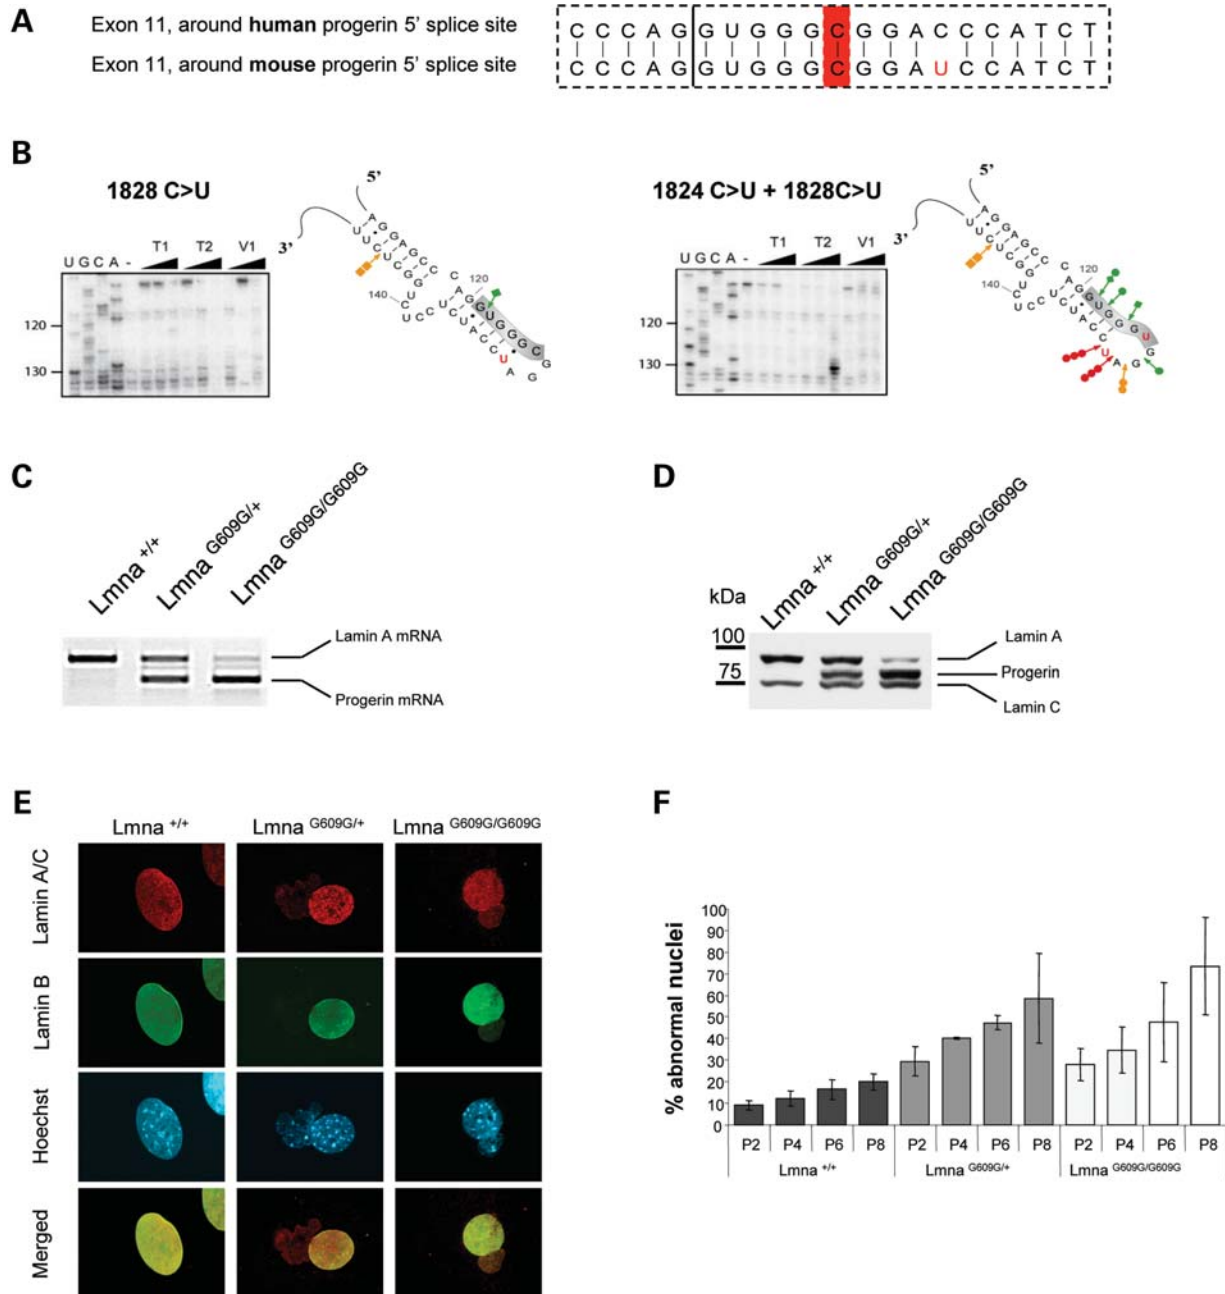 A
Exon 11, around human progerin 5' splice site
C C C A G G U G G G C G G A C C C A T C T
Exon 11, around mouse progerin 5' splice site
C C C A G G U G G G C G G A U C C A T C T
B
1828 C>U
U G C A - T1 T2 V1
120
130
5'
3'
120
140
1824 C>U + 1828C>U
U G C A - T1 T2 V1
120
130
5'
3'
120
140
C
Lmna +/+
Lmna G609G/+
Lmna G609G/G609G
Lamin A mRNA
Progerin mRNA
D
kDa
Lmna +/+
Lmna G609G/+
Lmna G609G/G609G
100
75
Lamin A
Progerin
Lamin C
E
Lmna +/+
Lmna G609G/+
Lmna G609G/G609G
Lamin A/C
Lamin B
Hoechst
Merged
F
% abnormal nuclei
100
90
80
70
60
50
40
30
20
10
0
P2 P4 P6 P8 P2 P4 P6 P8 P2 P4 P6 P8
Lmna +/+ Lmna G609G/+ Lmna G609G/G609G